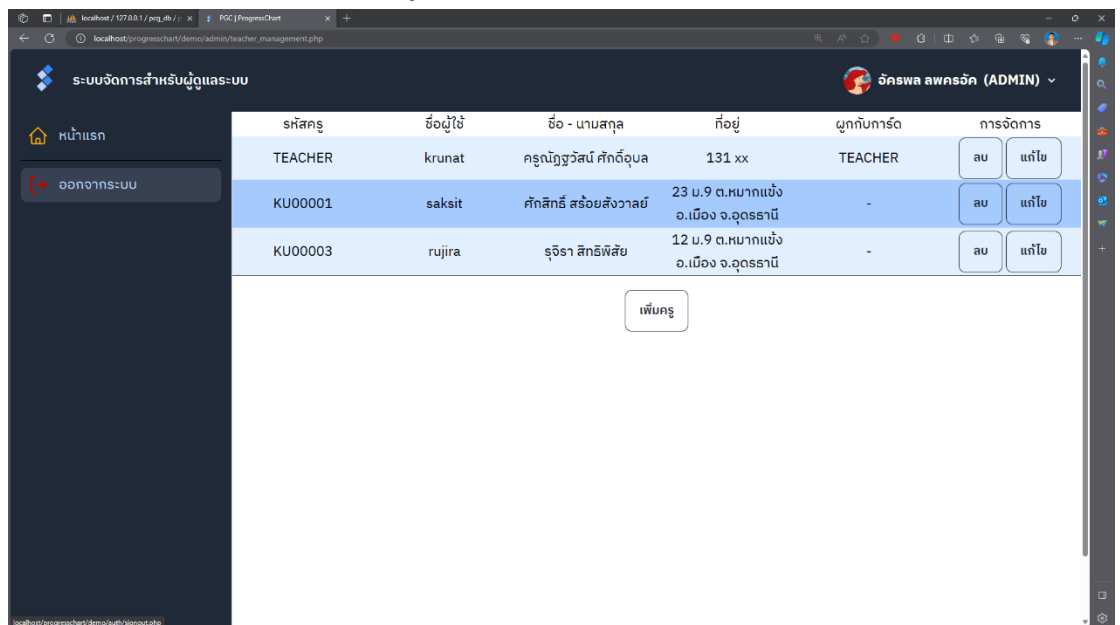 localhost / 127.0.0.1 / pcg_db / p
PGC | ProgressChart
localhost/progresschart/demo/admin/teacher_management.php
ระบบจัดการสำหรับผู้ดูแลระบบ
อัครพล ลพครอัค (ADMIN)
หน้าแรก
ออกจากระบบ
รหัสครู ชื่อผู้ใช้ ชื่อ - นามสกุล ที่อยู่ ผูกกับการ์ด การจัดการ
TEACHER krunat ครูณัฏฐวัสน์ ศักดิ์อุบล 131 xx TEACHER ลบ แก้ไข
KU00001 saksit ศักสิทธิ์ สร้อยสังวาลย์ 23 ม.9 ต.หมากแข้ง อ.เมือง จ.อุดรธานี - ลบ แก้ไข
KU00003 rujira รุจิรา สิทธิพิสัย 12 ม.9 ต.หมากแข้ง อ.เมือง จ.อุดรธานี - ลบ แก้ไข
เพิ่มครู
localhost/progresschart/demo/auth/signout.php